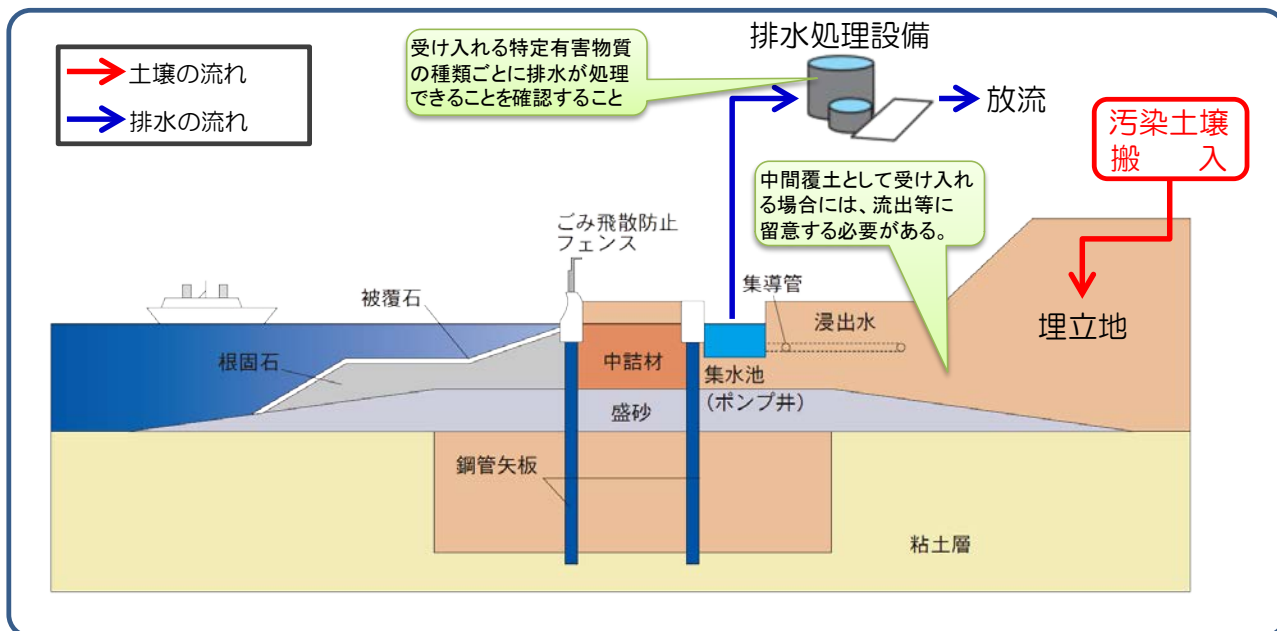 土壌の流れ
排水の流れ
受け入れる特定有害物質
の種類ごとに排水が処理
できることを確認すること
排水処理設備
放流
汚染土壌
搬　入
中間覆土として受け入れ
る場合には、流出等に
留意する必要がある。
ごみ飛散防止
フェンス
被覆石
集導管
埋立地
浸出水
根固石
中詰材
集水池
(ポンプ井)
盛砂
鋼管矢板
粘土層